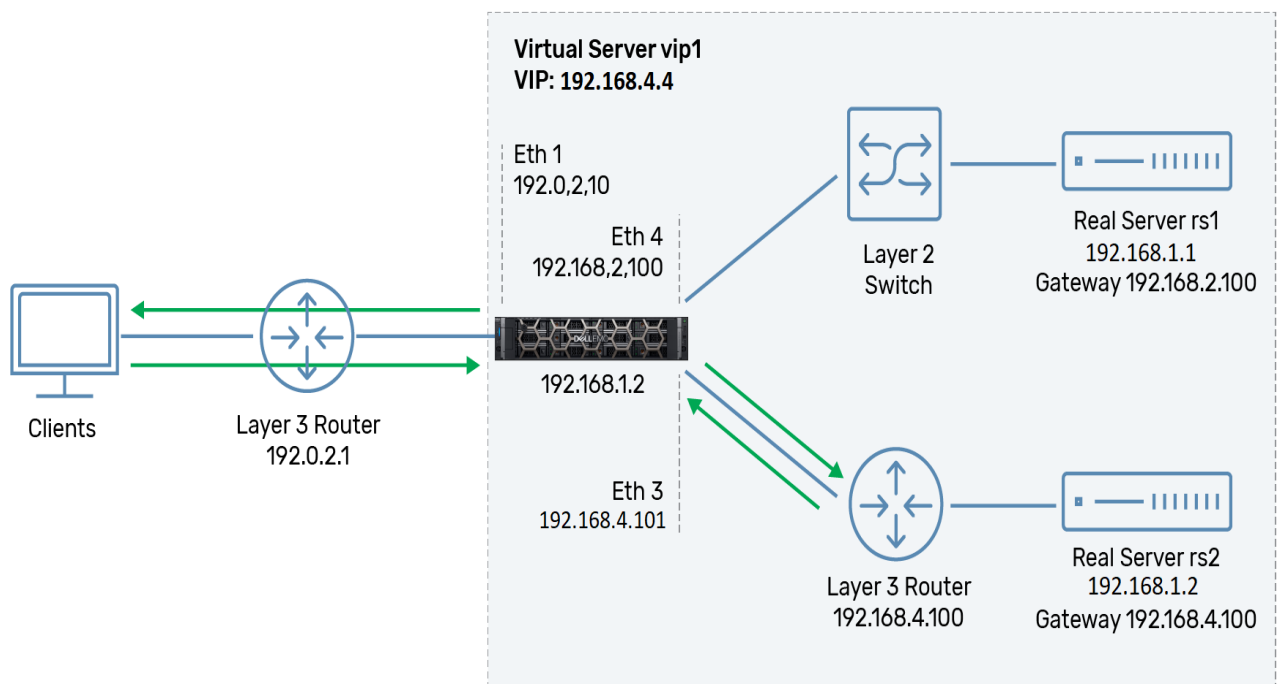 Virtual Server vip1
VIP: 192.168.4.4
Eth 1
192.0,2,10
Eth 4
192.168,2,100
Real Server rs1
192.168.1.1
Gateway 192.168.2.100
Layer 2
Switch
DELLEMC
192.168.1.2
Clients
Layer 3 Router
192.0.2.1
Eth 3
192.168.4.101
Layer 3 Router
192.168.4.100
Real Server rs2
192.168.1.2
Gateway 192.168.4.100